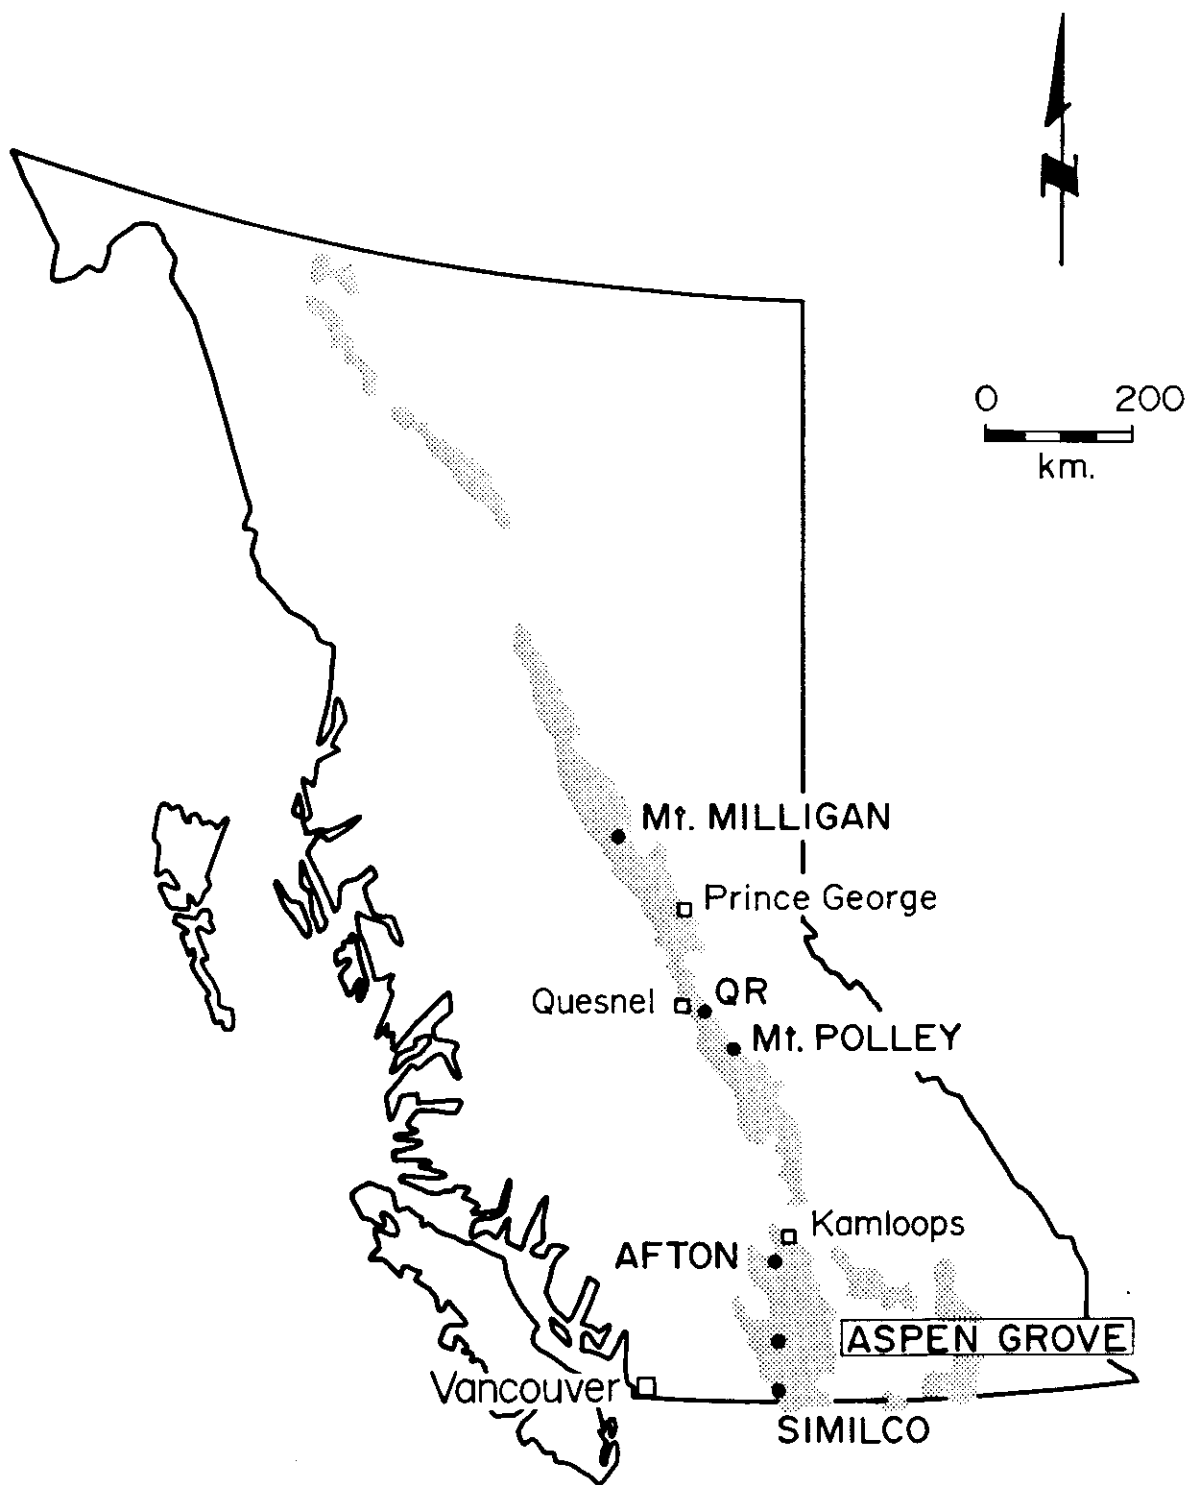 N
0 200
km.
Mt. MILLIGAN
Prince George
Quesnel
QR
Mt. POLLEY
Kamloops
AFTON
ASPEN GROVE
Vancouver
SIMILCO